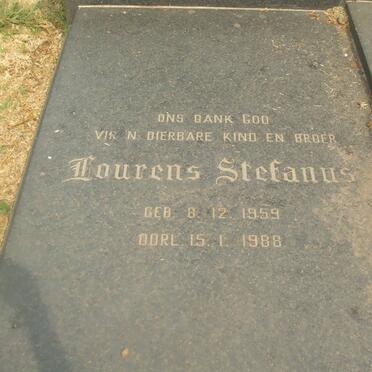 ONS DANK GOD
VIR N DIERBARE KIND EN BROER
Lourens Stefanus
GEB. 8. 12. 1959
OORL. 15. 1. 1988